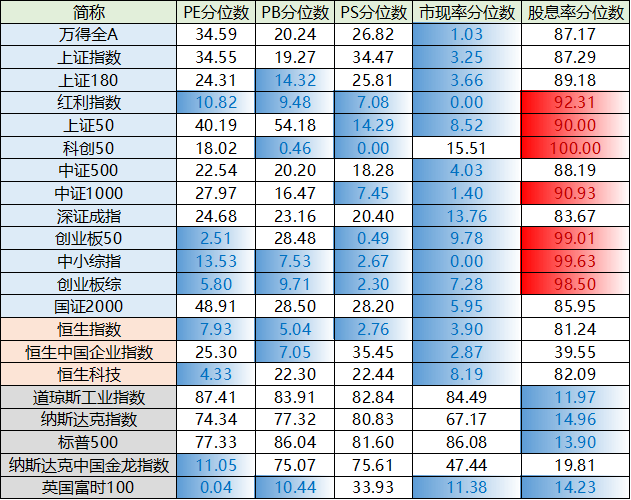 简称 PE分位数 PB分位数 PS分位数 市现率分位数 股息率分位数
万得全A 34.59 20.24 26.82 1.03 87.17
上证指数 34.55 19.27 34.47 3.25 87.29
上证180 24.31 14.32 25.81 3.66 89.18
红利指数 10.82 9.48 7.08 0.00 92.31
上证50 40.19 54.18 14.29 8.52 90.00
科创50 18.02 0.46 0.00 15.51 100.00
中证500 22.54 20.20 18.28 4.03 88.19
中证1000 27.97 16.47 7.45 1.40 90.93
深证成指 24.68 23.16 20.40 13.76 83.67
创业板50 2.51 28.48 0.49 9.78 99.01
中小综指 13.53 7.53 2.67 0.00 99.63
创业板综 5.80 9.71 2.30 7.28 98.50
国证2000 48.91 28.50 28.20 5.95 85.95
恒生指数 7.93 5.04 2.76 3.90 81.24
恒生中国企业指数 25.30 7.05 35.45 2.87 39.55
恒生科技 4.33 22.30 22.44 8.19 82.09
道琼斯工业指数 87.41 83.91 82.84 84.49 11.97
纳斯达克指数 74.34 77.32 80.83 67.17 14.96
标普500 77.33 86.04 81.60 86.08 13.90
纳斯达克中国金龙指数 11.05 75.07 75.61 47.44 19.81
英国富时100 0.04 10.44 33.93 11.38 14.23